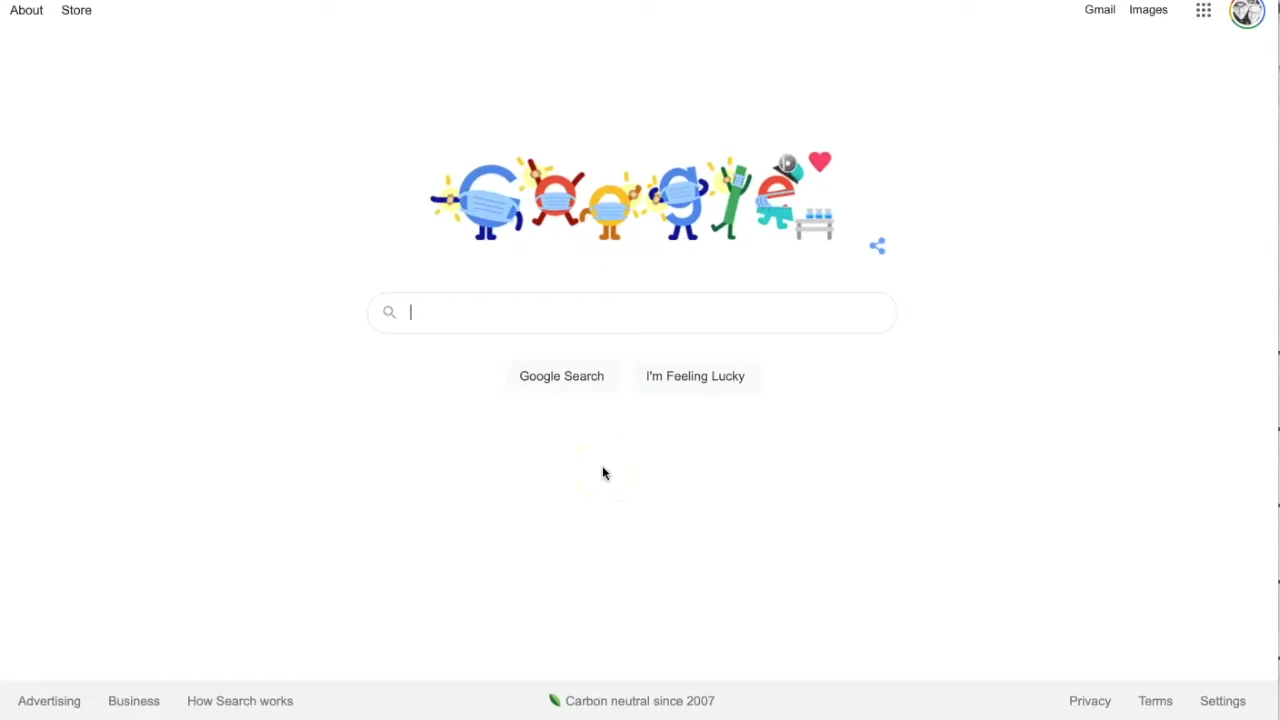 About Store
Gmail Images
Google
Google Search I'm Feeling Lucky
Advertising Business How Search works
Carbon neutral since 2007
Privacy Terms Settings